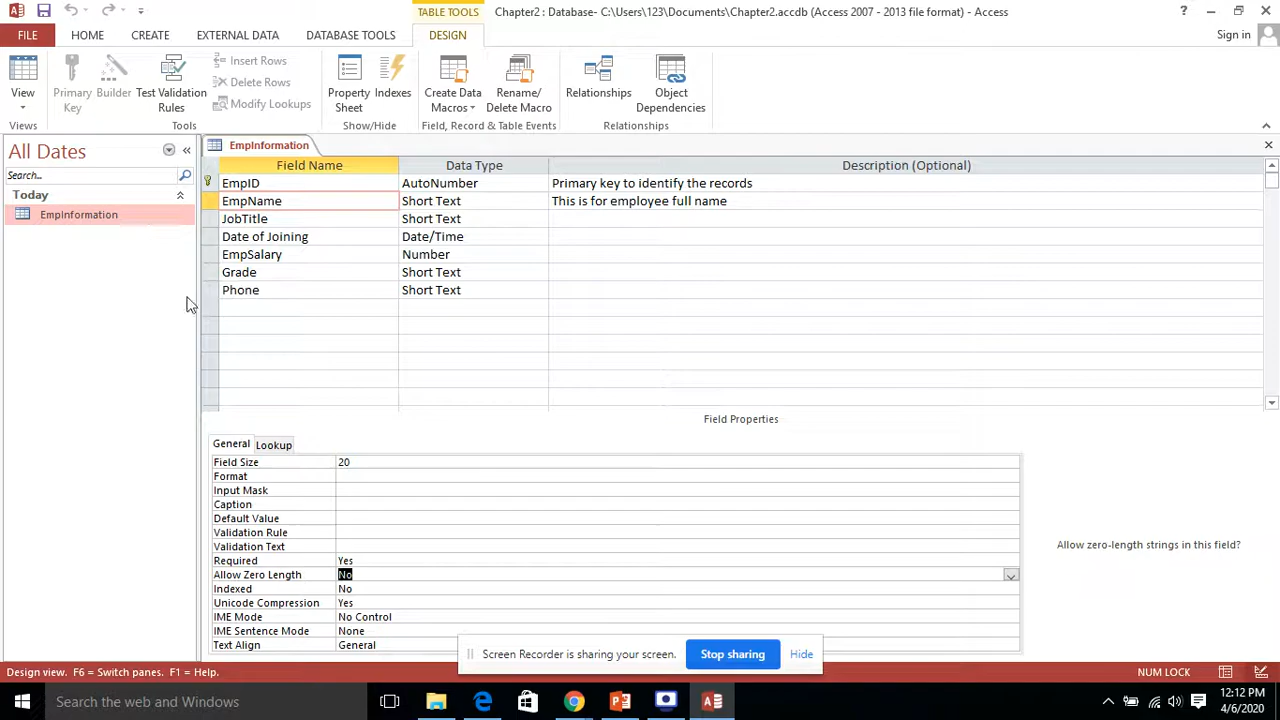 TABLE TOOLS
Chapter2 : Database- C:\Users\123\Documents\Chapter2.accdb (Access 2007 - 2013 file format) - Access
?
FILE
HOME
CREATE
EXTERNAL DATA
DATABASE TOOLS
DESIGN
Sign in
View
Primary Key
Builder
Test Validation Rules
Insert Rows
Delete Rows
Modify Lookups
Property Sheet
Indexes
Create Data Macros
Rename/ Delete Macro
Relationships
Object Dependencies
Views
Tools
Show/Hide
Field, Record & Table Events
Relationships
All Dates
Search...
Today
EmpInformation
EmpInformation
Field Name Data Type Description (Optional)
EmpID AutoNumber Primary key to identify the records
EmpName Short Text This is for employee full name
JobTitle Short Text
Date of Joining Date/Time
EmpSalary Number
Grade Short Text
Phone Short Text
Field Properties
General Lookup
Field Size 20
Format
Input Mask
Caption
Default Value
Validation Rule
Validation Text
Required Yes
Allow Zero Length No
Indexed No
Unicode Compression Yes
IME Mode No Control
IME Sentence Mode None
Text Align General
Allow zero-length strings in this field?
Screen Recorder is sharing your screen. Stop sharing Hide
Design view. F6 = Switch panes. F1 = Help.
NUM LOCK
Search the web and Windows
12:12 PM
4/6/2020